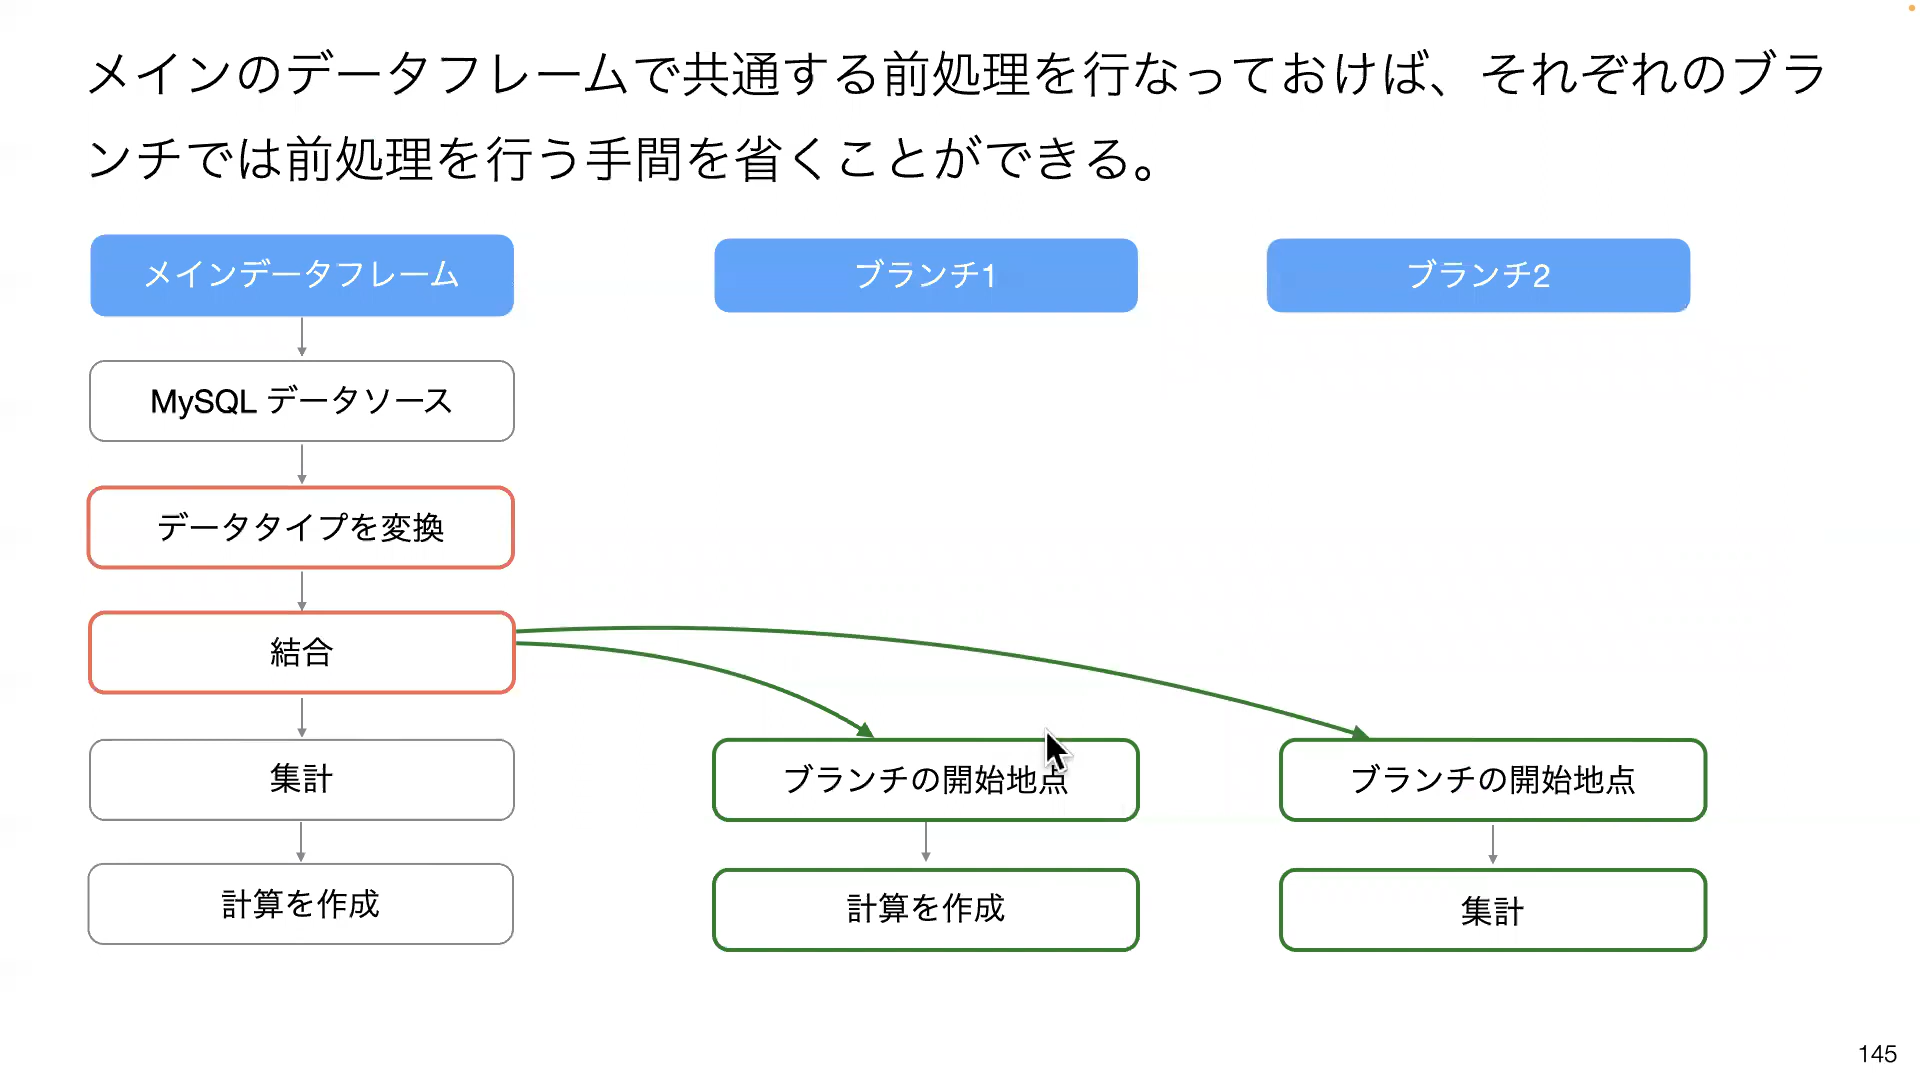 メインのデータフレームで共通する前処理を行なっておけば、それぞれのブラ
ンチでは前処理を行う手間を省くことができる。
メインデータフレーム
ブランチ1
ブランチ2
MySQL データソース
データタイプを変換
結合
集計
ブランチの開始地点
ブランチの開始地点
計算を作成
計算を作成
集計
145